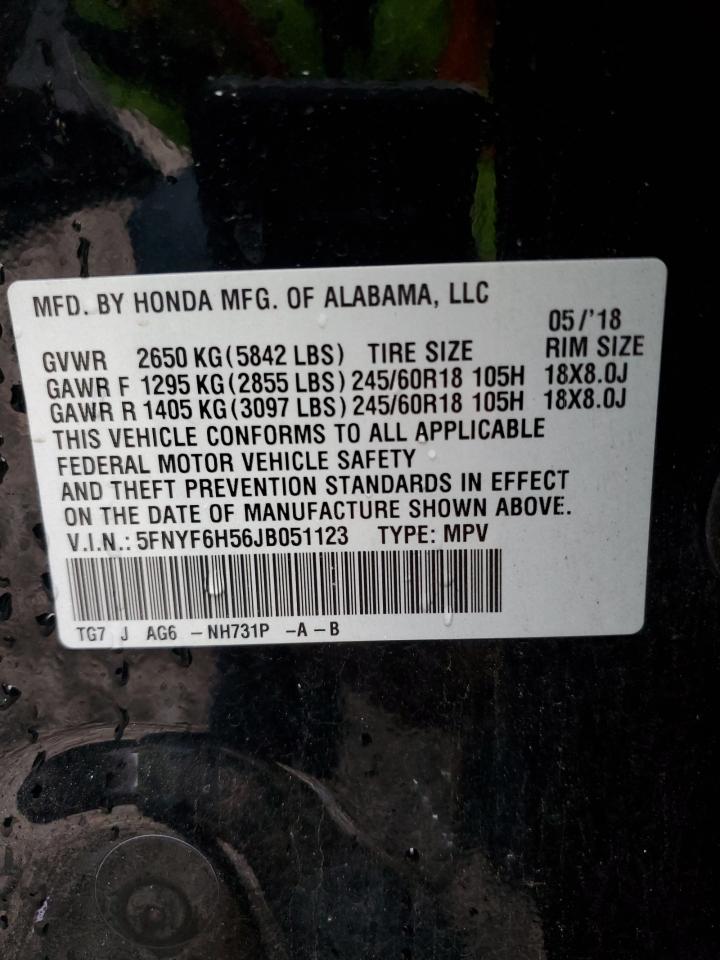 MFD. BY HONDA MFG. OF ALABAMA, LLC
05/'18
GVWR 2650 KG (5842 LBS) TIRE SIZE RIM SIZE
GAWR F 1295 KG (2855 LBS) 245/60R18 105H 18X8.0J
GAWR R 1405 KG (3097 LBS) 245/60R18 105H 18X8.0J
THIS VEHICLE CONFORMS TO ALL APPLICABLE
FEDERAL MOTOR VEHICLE SAFETY
AND THEFT PREVENTION STANDARDS IN EFFECT
ON THE DATE OF MANUFACTURE SHOWN ABOVE.
V.I.N.: 5FNYF6H56JB051123 TYPE: MPV
TG7 J AG6 -NH731P -A-B